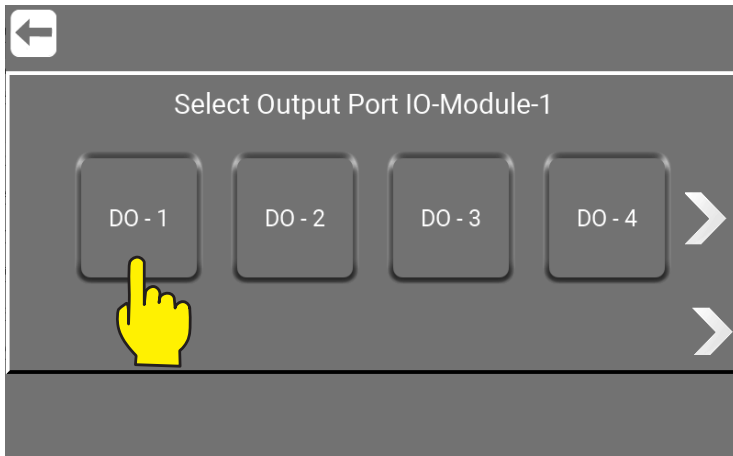 Select Output Port IO-Module-1
DO - 1 DO - 2 DO - 3 DO - 4